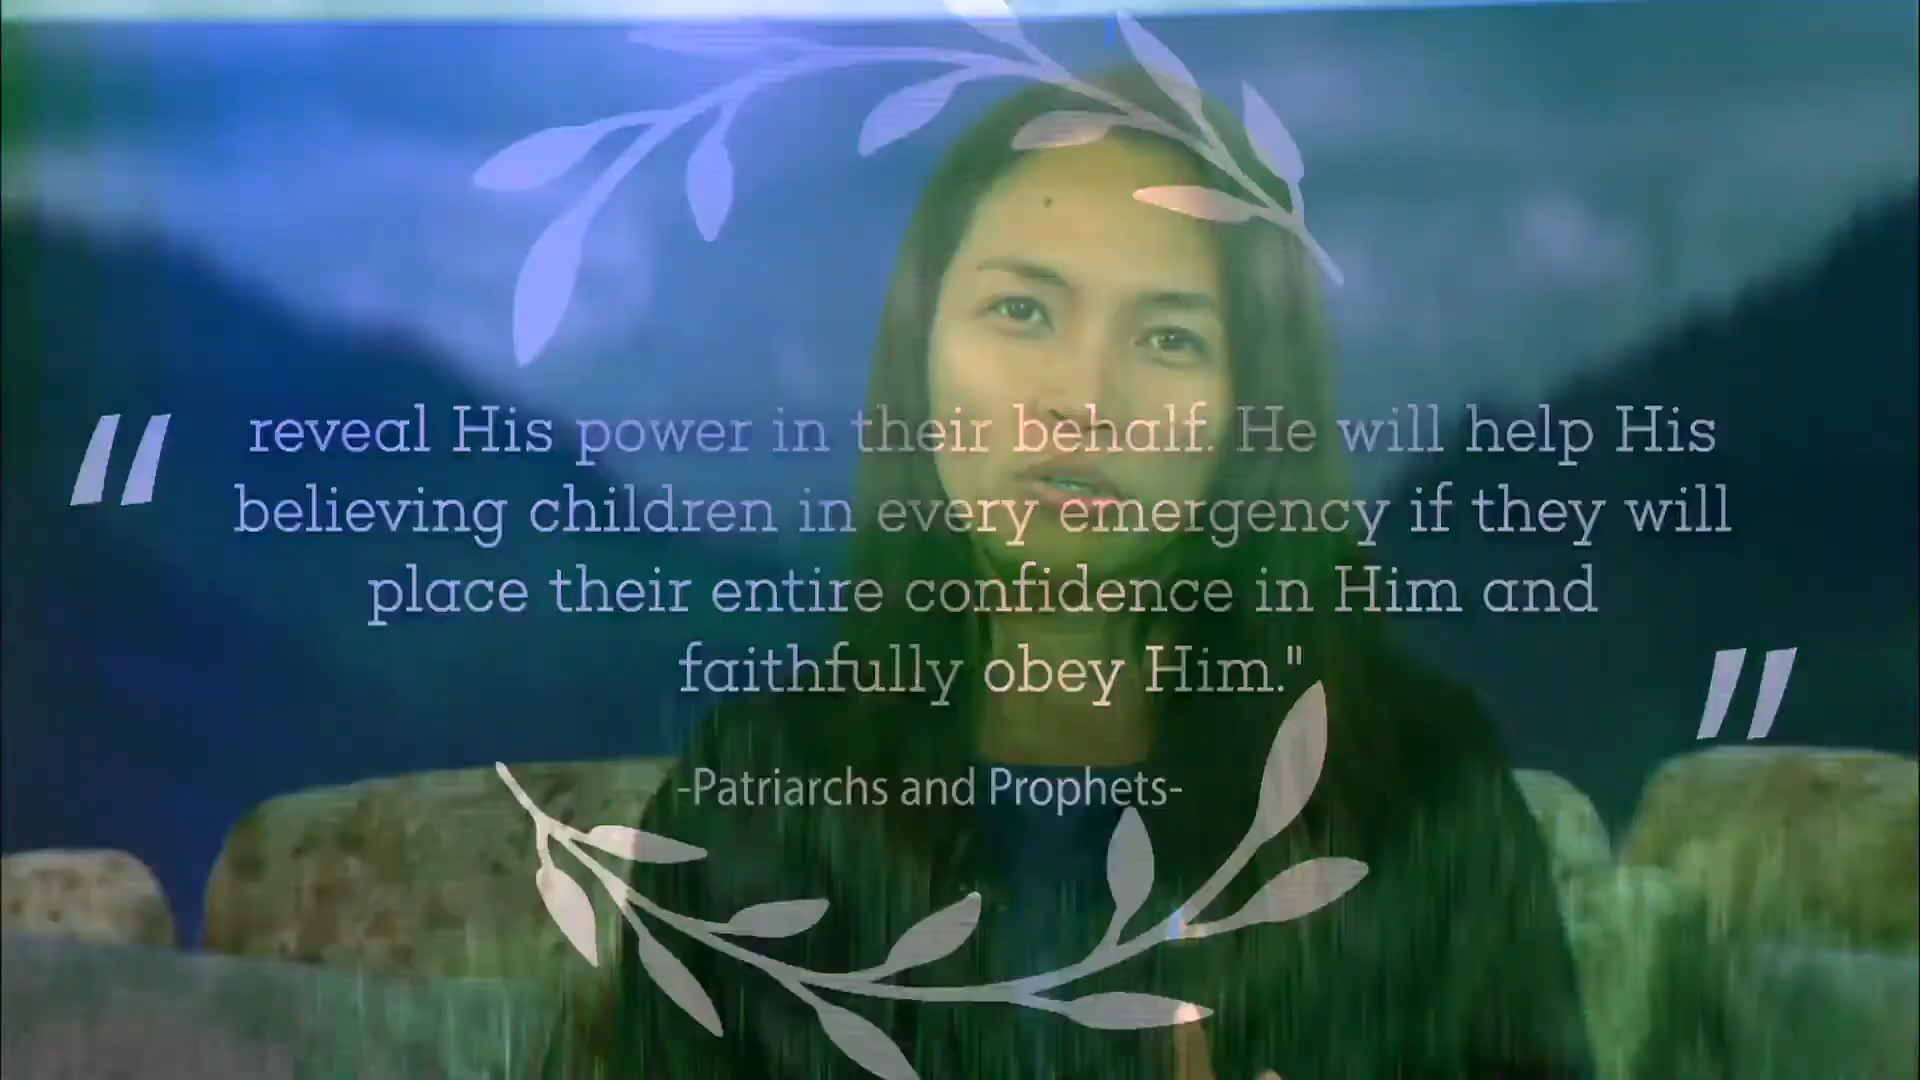 " reveal His power in their behalf. He will help His
believing children in every emergency if they will
place their entire confidence in Him and
faithfully obey Him."
"
-Patriarchs and Prophets-